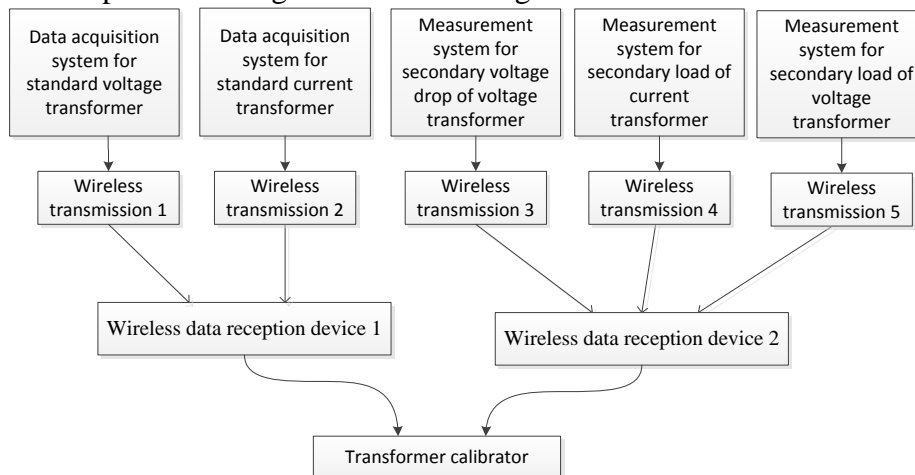 Data acquisition
system for
standard voltage
transformer
Data acquisition
system for
standard current
transformer
Measurement
system for
secondary voltage
drop of voltage
transformer
Measurement
system for
secondary load of
current
transformer
Measurement
system for
secondary load of
voltage
transformer
Wireless
transmission 1
Wireless
transmission 2
Wireless
transmission 3
Wireless
transmission 4
Wireless
transmission 5
Wireless data reception device 1
Wireless data reception device 2
Transformer calibrator